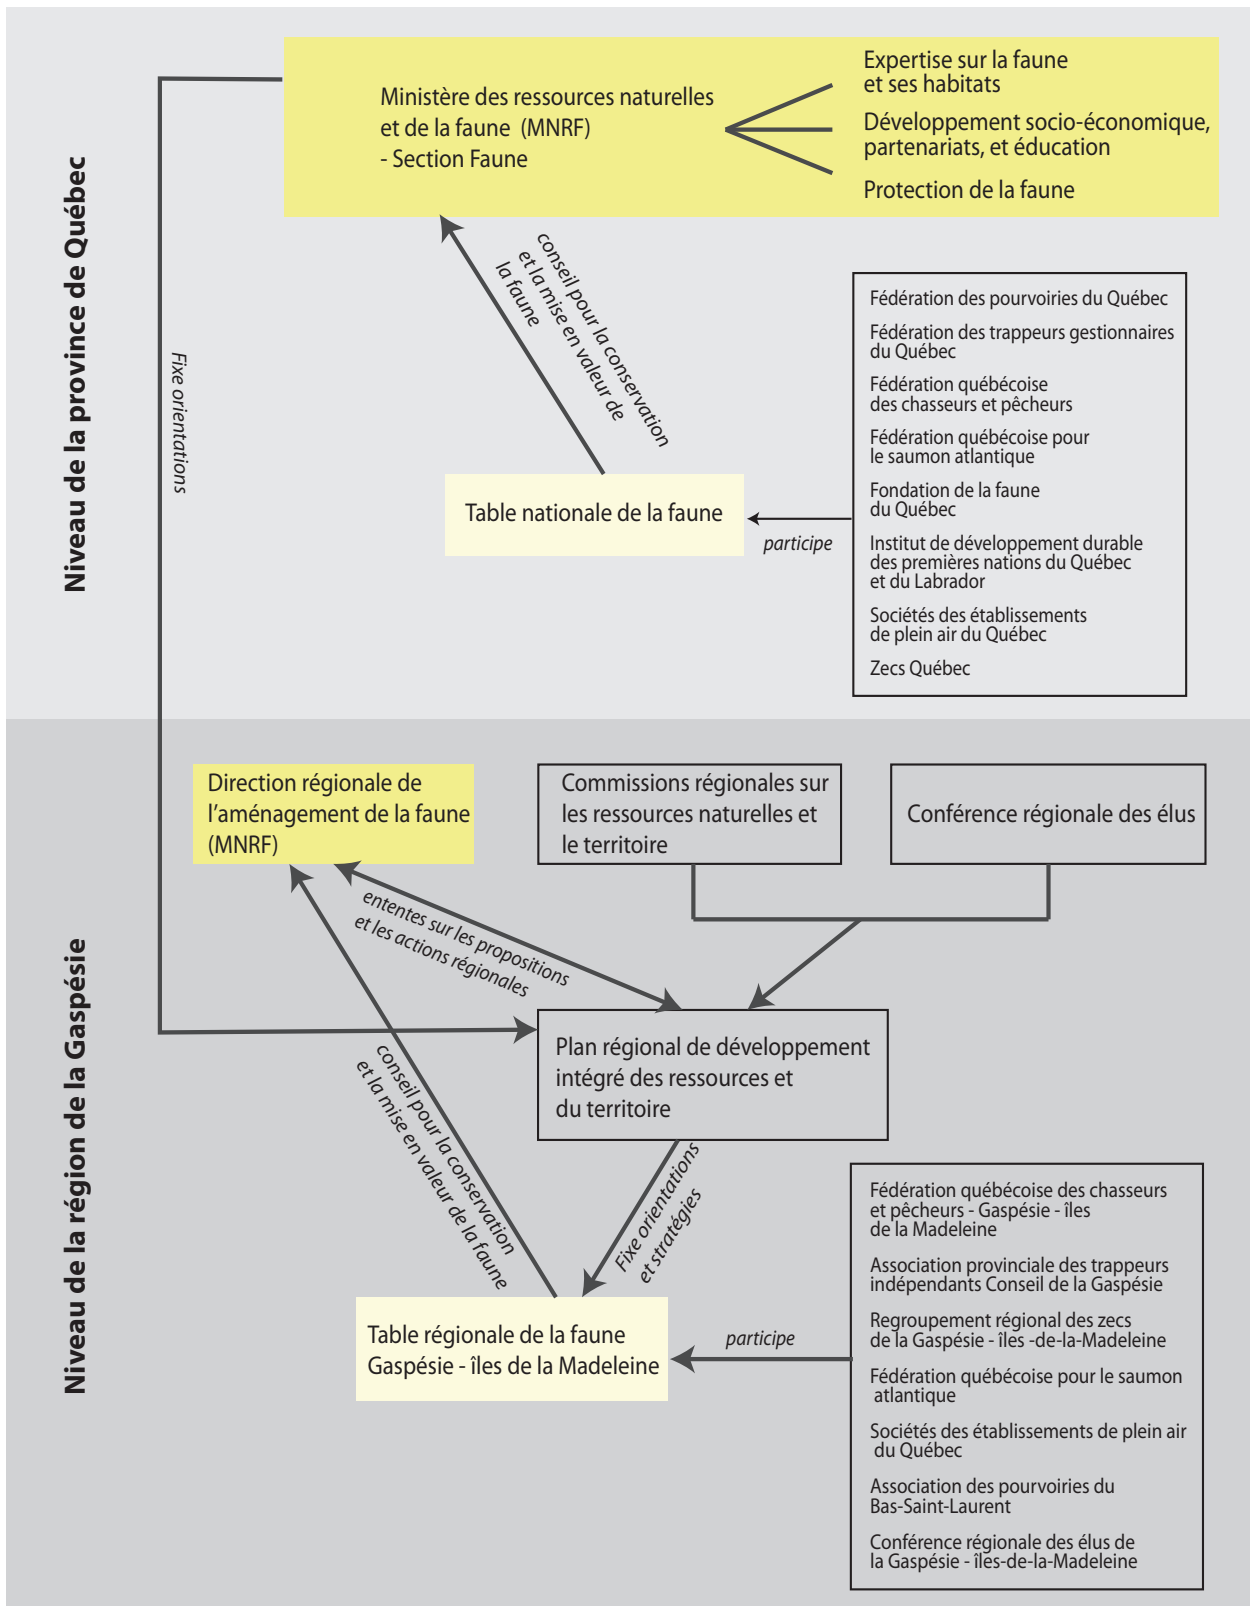 Niveau de la province de Québec
Ministère des ressources naturelles
et de la faune (MNRF)
- Section Faune
Expertise sur la faune
et ses habitats
Développement socio-économique,
partenariats, et éducation
Protection de la faune
Fixe orientations
conseil pour la conservation
et la mise en valeur de
la faune
Table nationale de la faune
participe
Fédération des pourvoiries du Québec
Fédération des trappeurs gestionnaires
du Québec
Fédération québécoise
des chasseurs et pêcheurs
Fédération québécoise pour
le saumon atlantique
Fondation de la faune
du Québec
Institut de développement durable
des premières nations du Québec
et du Labrador
Sociétés des établissements
de plein air du Québec
Zecs Québec
Niveau de la région de la Gaspésie
Direction régionale de
l'aménagement de la faune
(MNRF)
Commissions régionales sur
les ressources naturelles et
le territoire
Conférence régionale des élus
ententes sur les propositions
et les actions régionales
Plan régional de développement
intégré des ressources et
du territoire
conseil pour la conservation
et la mise en valeur de la faune
Fixe orientations
et stratégies
Table régionale de la faune
Gaspésie - îles de la Madeleine
participe
Fédération québécoise des chasseurs
et pêcheurs - Gaspésie - îles
de la Madeleine
Association provinciale des trappeurs
indépendants Conseil de la Gaspésie
Regroupement régional des zecs
de la Gaspésie - îles -de-la-Madeleine
Fédération québécoise pour le saumon
atlantique
Sociétés des établissements de plein air
du Québec
Association des pourvoiries du
Bas-Saint-Laurent
Conférence régionale des élus de
la Gaspésie - îles-de-la-Madeleine